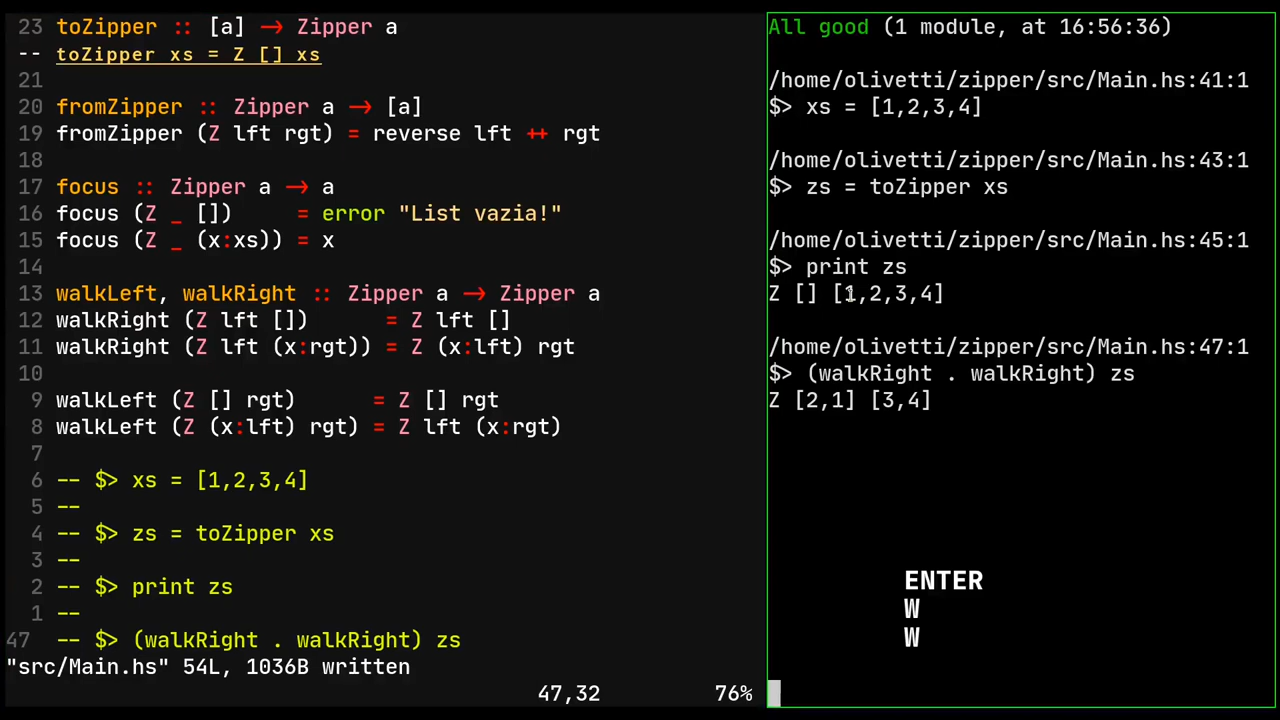 23 toZipper :: [a] → Zipper a
-- toZipper xs = Z [] xs
21
20 fromZipper :: Zipper a → [a]
19 fromZipper (Z lft rgt) = reverse lft ++ rgt
18
17 focus :: Zipper a → a
16 focus (Z _ []) = error "List vazia!"
15 focus (Z _ (x:xs)) = x
14
13 walkLeft, walkRight :: Zipper a → Zipper a
12 walkRight (Z lft []) = Z lft []
11 walkRight (Z lft (x:rgt)) = Z (x:lft) rgt
10
9 walkLeft (Z [] rgt) = Z [] rgt
8 walkLeft (Z (x:lft) rgt) = Z lft (x:rgt)
7
6 -- $> xs = [1,2,3,4]
5 --
4 -- $> zs = toZipper xs
3 --
2 -- $> print zs
1 --
47 -- $> (walkRight . walkRight) zs
"src/Main.hs" 54L, 1036B written
47,32 76%
All good (1 module, at 16:56:36)
/home/olivetti/zipper/src/Main.hs:41:1
$> xs = [1,2,3,4]
/home/olivetti/zipper/src/Main.hs:43:1
$> zs = toZipper xs
/home/olivetti/zipper/src/Main.hs:45:1
$> print zs
Z [] [1,2,3,4]
/home/olivetti/zipper/src/Main.hs:47:1
$> (walkRight . walkRight) zs
Z [2,1] [3,4]
ENTER
W
W